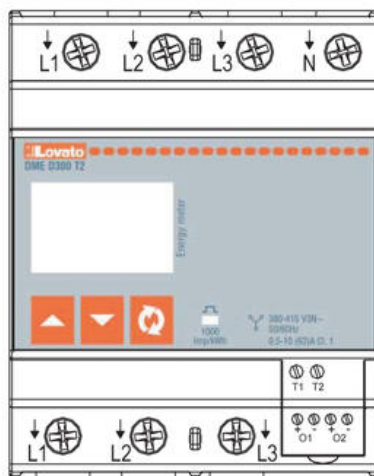 L1 L2 L3 N
Lovato
DME D300 T2
Energy meter
1000
Imp/kWh
380-415 V3N~
50/60Hz
0,5-10 (63)A Cl. 1
T1 T2
+ - + -
O1 O2
L1 L2 L3